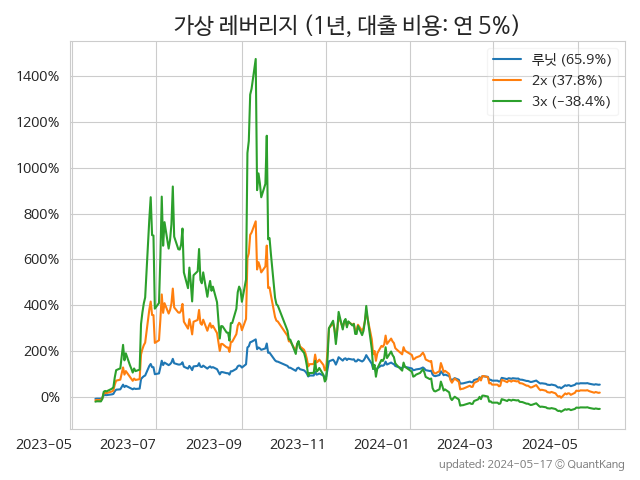 가상 레버리지 (1년, 대출 비용: 연 5%)
루닛 (65.9%)
2x (37.8%)
3x (−38.4%)
1400%
1200%
1000%
800%
600%
400%
200%
0%
2023-05 2023-07 2023-09 2023-11 2024-01 2024-03 2024-05
updated: 2024-05-17 © QuantKang